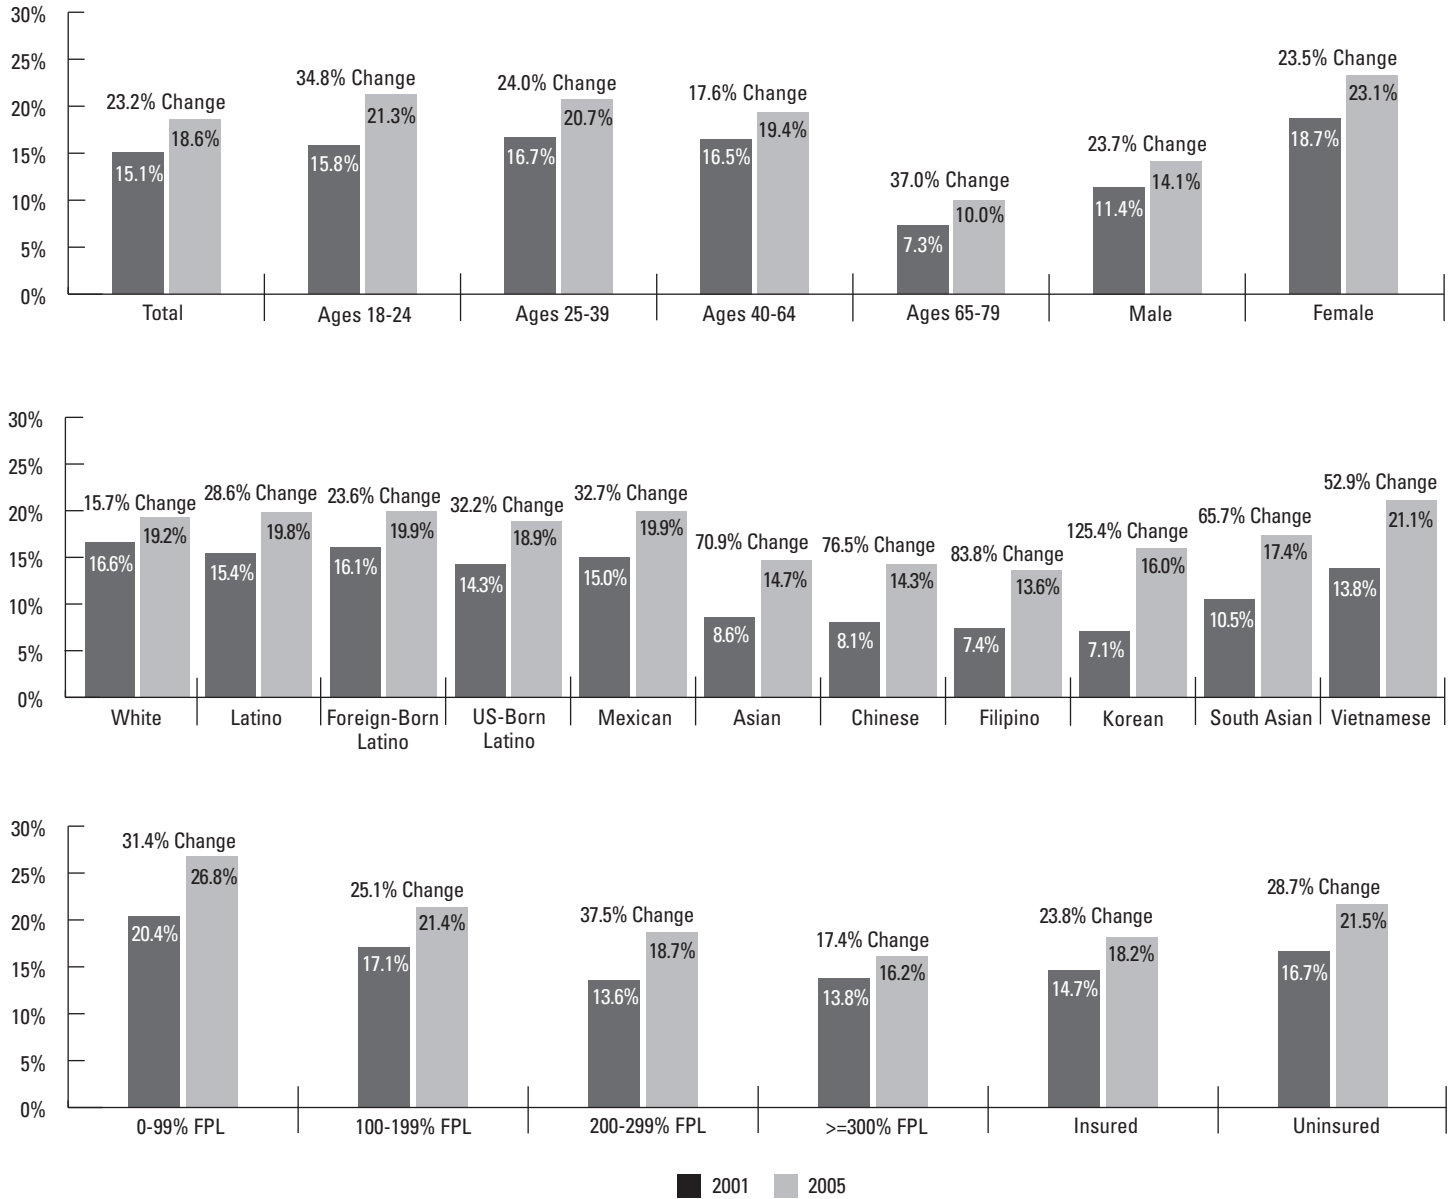 30%
25%
20%
15%
10%
5%
0%
23.2% Change
15.1%
18.6%
Total
34.8% Change
15.8%
21.3%
Ages 18-24
24.0% Change
16.7%
20.7%
Ages 25-39
17.6% Change
16.5%
19.4%
Ages 40-64
37.0% Change
7.3%
10.0%
Ages 65-79
23.7% Change
11.4%
14.1%
Male
23.5% Change
18.7%
23.1%
Female
30%
25%
20%
15%
10%
5%
0%
15.7% Change
16.6%
19.2%
White
28.6% Change
15.4%
19.8%
Latino
23.6% Change
16.1%
19.9%
Foreign-Born
Latino
32.2% Change
14.3%
18.9%
US-Born
Latino
32.7% Change
15.0%
19.9%
Mexican
70.9% Change
8.6%
14.7%
Asian
76.5% Change
8.1%
14.3%
Chinese
83.8% Change
7.4%
13.6%
Filipino
125.4% Change
7.1%
16.0%
Korean
65.7% Change
10.5%
17.4%
South Asian
52.9% Change
13.8%
21.1%
Vietnamese
30%
25%
20%
15%
10%
5%
0%
31.4% Change
20.4%
26.8%
0-99% FPL
25.1% Change
17.1%
21.4%
100-199% FPL
37.5% Change
13.6%
18.7%
200-299% FPL
17.4% Change
13.8%
16.2%
>=300% FPL
23.8% Change
14.7%
18.2%
Insured
28.7% Change
16.7%
21.5%
Uninsured
2001
2005